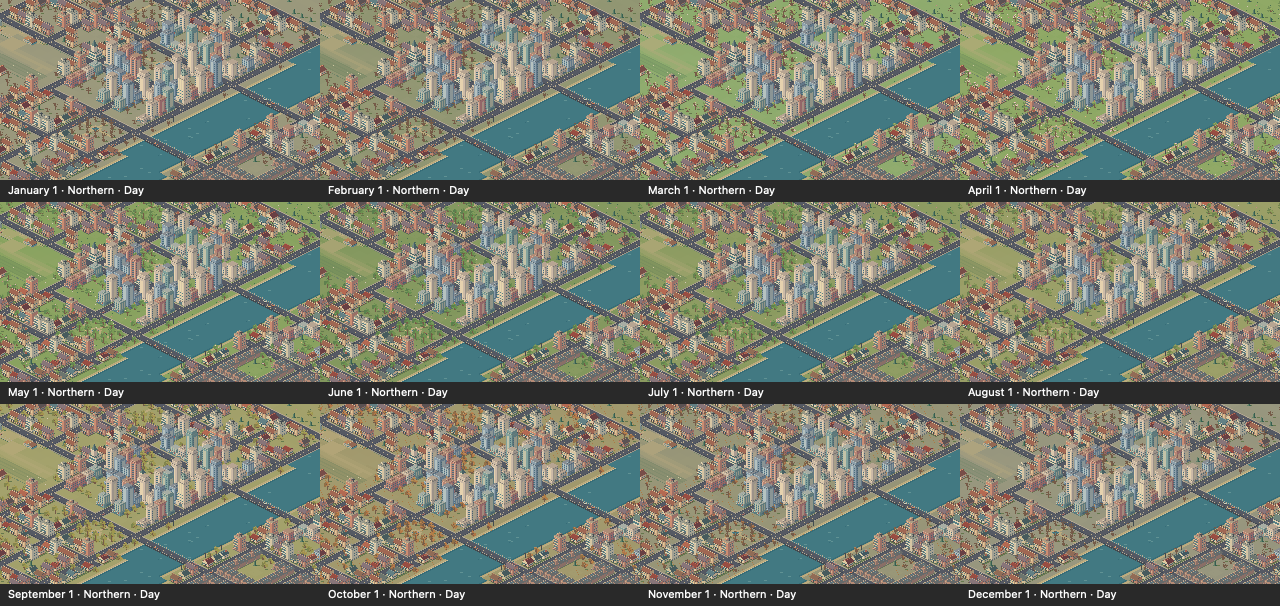 January 1 · Northern · Day
February 1 · Northern · Day
March 1 · Northern · Day
April 1 · Northern · Day
May 1 · Northern · Day
June 1 · Northern · Day
July 1 · Northern · Day
August 1 · Northern · Day
September 1 · Northern · Day
October 1 · Northern · Day
November 1 · Northern · Day
December 1 · Northern · Day